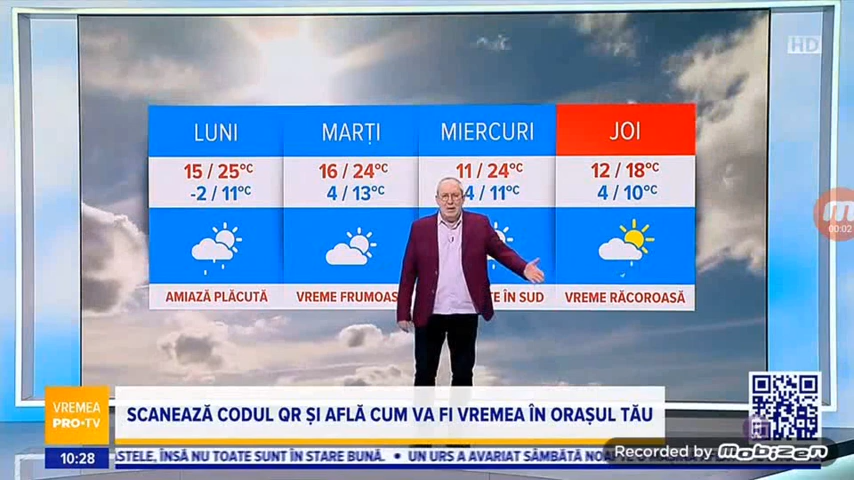 HD
LUNI
MARȚI
MIERCURI
JOI
15 / 25°C
16 / 24°C
11 / 24°C
12 / 18°C
-2 / 11°C
4 / 13°C
4 / 11°C
4 / 10°C
00:02
AMIAZĂ PLĂCUTĂ
VREME FRUMOAS
TE ÎN SUD
VREME RĂCOROASĂ
VREMEA
PRO•TV
SCANEAZĂ CODUL QR ȘI AFLĂ CUM VA FI VREMEA ÎN ORAȘUL TĂU
Recorded by Mobizen
10:28
ASTELE, ÎNSĂ NU TOATE SUNT ÎN STARE BUNĂ. • UN URS A AVARIAT SÂMBĂTĂ